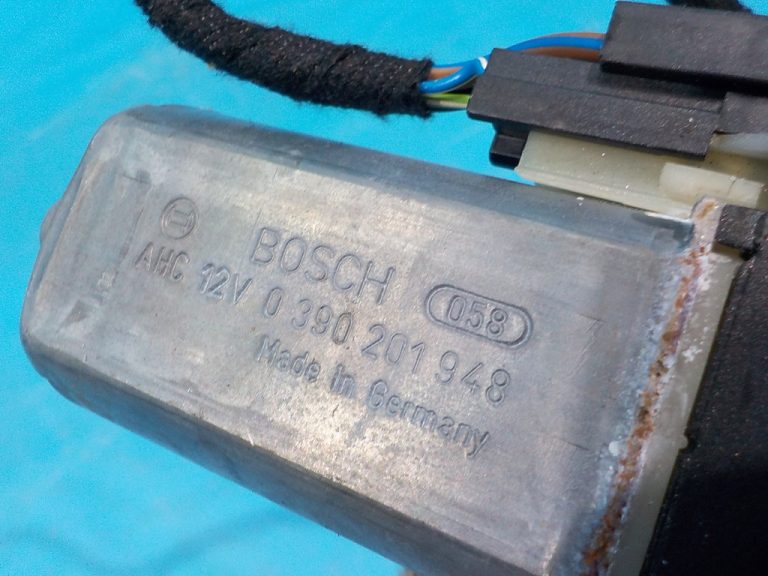 BOSCH 058
AHC 12V 0 390 201 948
Made in Germany